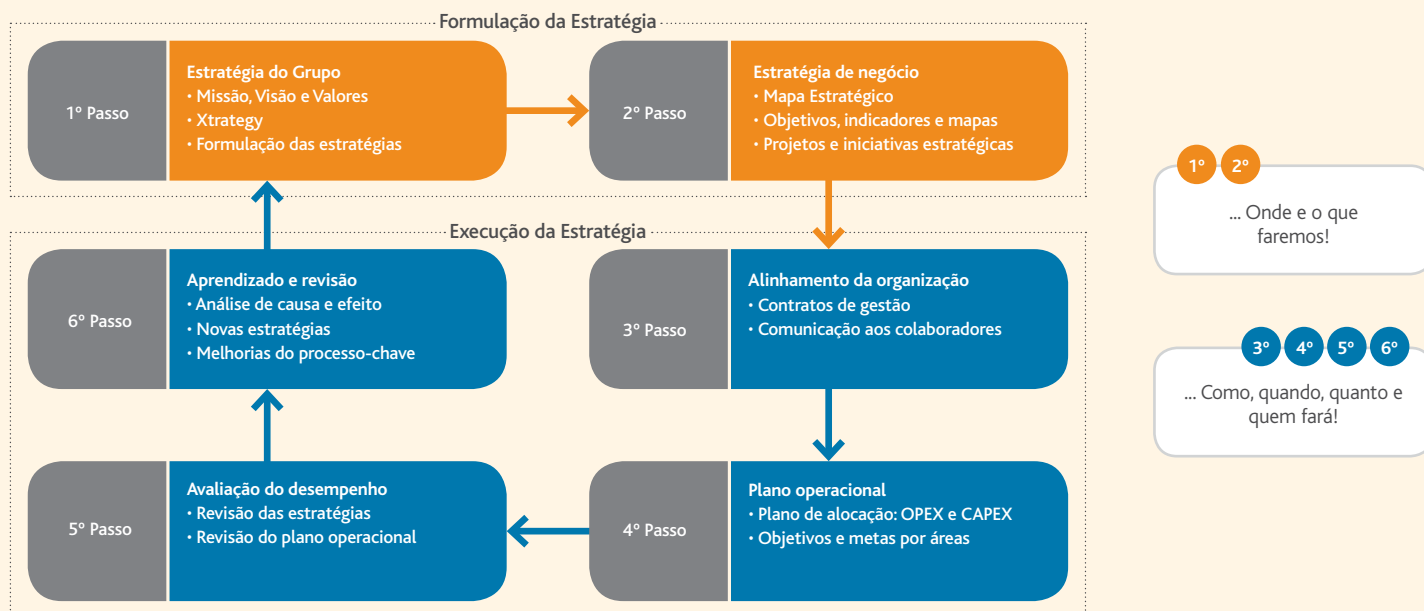 Formulação da Estratégia
1º Passo
Estratégia do Grupo
• Missão, Visão e Valores
• Xtrategy
• Formulação das estratégias
2º Passo
Estratégia de negócio
• Mapa Estratégico
• Objetivos, indicadores e mapas
• Projetos e iniciativas estratégicas
Execução da Estratégia
3º Passo
Alinhamento da organização
• Contratos de gestão
• Comunicação aos colaboradores
4º Passo
Plano operacional
• Plano de alocação: OPEX e CAPEX
• Objetivos e metas por áreas
5º Passo
Avaliação do desempenho
• Revisão das estratégias
• Revisão do plano operacional
6º Passo
Aprendizado e revisão
• Análise de causa e efeito
• Novas estratégias
• Melhorias do processo-chave
1º 2º
... Onde e o que
faremos!
3º 4º 5º 6º
... Como, quando, quanto e
quem fará!